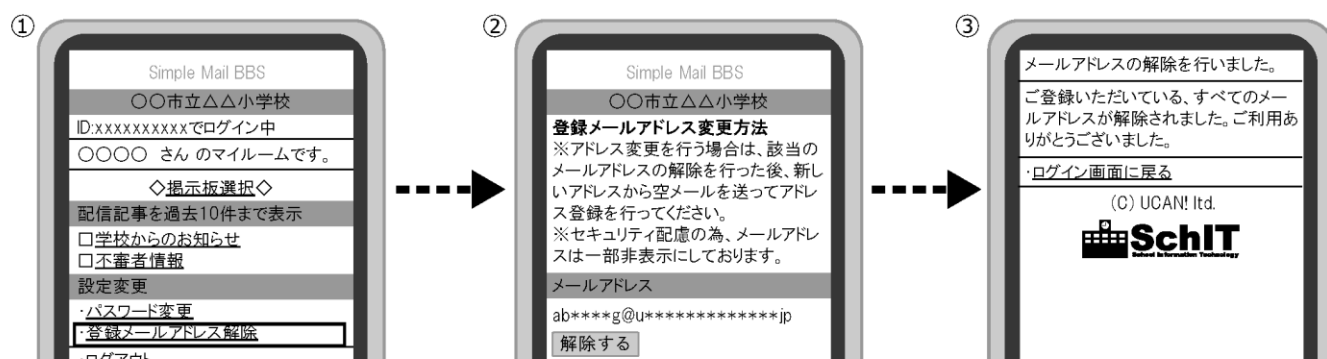 ①
Simple Mail BBS
〇〇市立△△小学校
ID:xxxxxxxxxxでログイン中
〇〇〇〇 さん のマイルームです。
◇掲示板選択◇
配信記事を過去10件まで表示
□学校からのお知らせ
□不審者情報
設定変更
・パスワード変更
・登録メールアドレス解除
・ログアウト
②
Simple Mail BBS
〇〇市立△△小学校
登録メールアドレス変更方法
※アドレス変更を行う場合は、該当の
メールアドレスの解除を行った後、新し
いアドレスから空メールを送ってアドレ
ス登録を行ってください。
※セキュリティ配慮の為、メールアドレ
スは一部非表示にしております。
メールアドレス
ab****g@u*************jp
解除する
③
メールアドレスの解除を行いました。
ご登録いただいている、すべてのメー
ルアドレスが解除されました。ご利用あ
りがとうございました。
・ログイン画面に戻る
(C) UCAN! ltd.
SchIT
School Information Technology